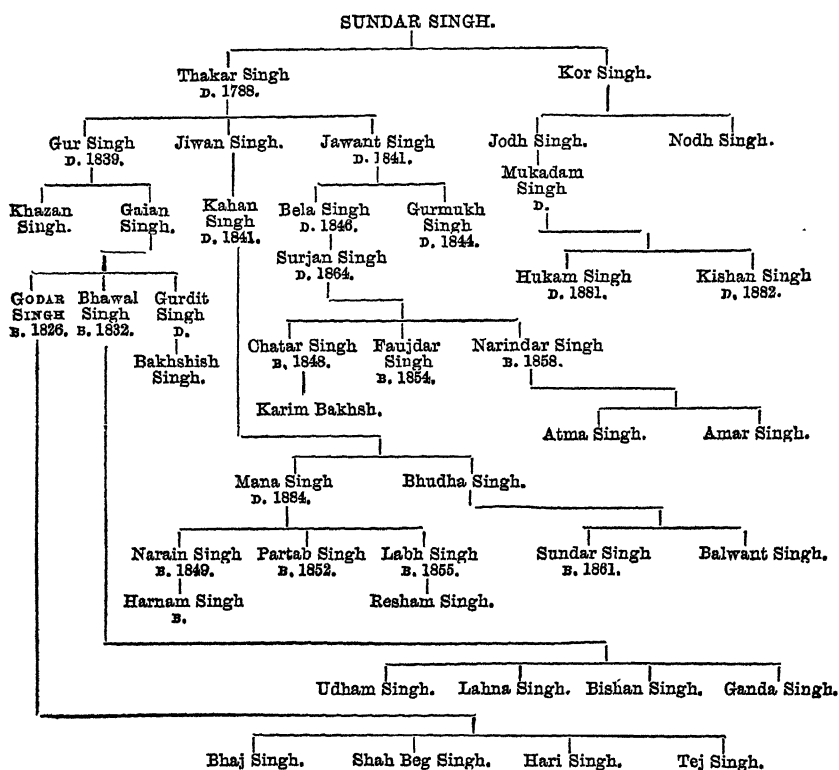 SUNDAR SINGH.
Thakar Singh
D. 1788.
Kor Singh.
Gur Singh
D. 1839.
Jiwan Singh.
Jawant Singh
D. 1841.
Jodh Singh.
Nodh Singh.
Mukadam
Singh
D.
Khazan
Singh.
Gaian
Singh.
Kahan
Singh
D. 1841.
Bela Singh
D. 1846.
Gurmukh
Singh
D. 1844.
Surjan Singh
D. 1864.
Hukam Singh
D. 1881.
Kishan Singh
D. 1882.
GODAR
SINGH
B. 1826.
Bhawal
Singh
B. 1832.
Gurdit
Singh
D.
Bakhshish
Singh.
Chatar Singh
B. 1848.
Faujdar
Singh
B. 1854.
Narindar Singh
B. 1858.
Karim Bakhsh.
Atma Singh.
Amar Singh.
Mana Singh
D. 1884.
Bhudha Singh.
Narain Singh
B. 1849.
Partab Singh
B. 1852.
Labh Singh
B. 1855.
Sundar Singh
B. 1861.
Balwant Singh.
Harnam Singh
B.
Resham Singh.
Udham Singh.
Lahna Singh.
Bishan Singh.
Ganda Singh.
Bhaj Singh.
Shah Beg Singh.
Hari Singh.
Tej Singh.